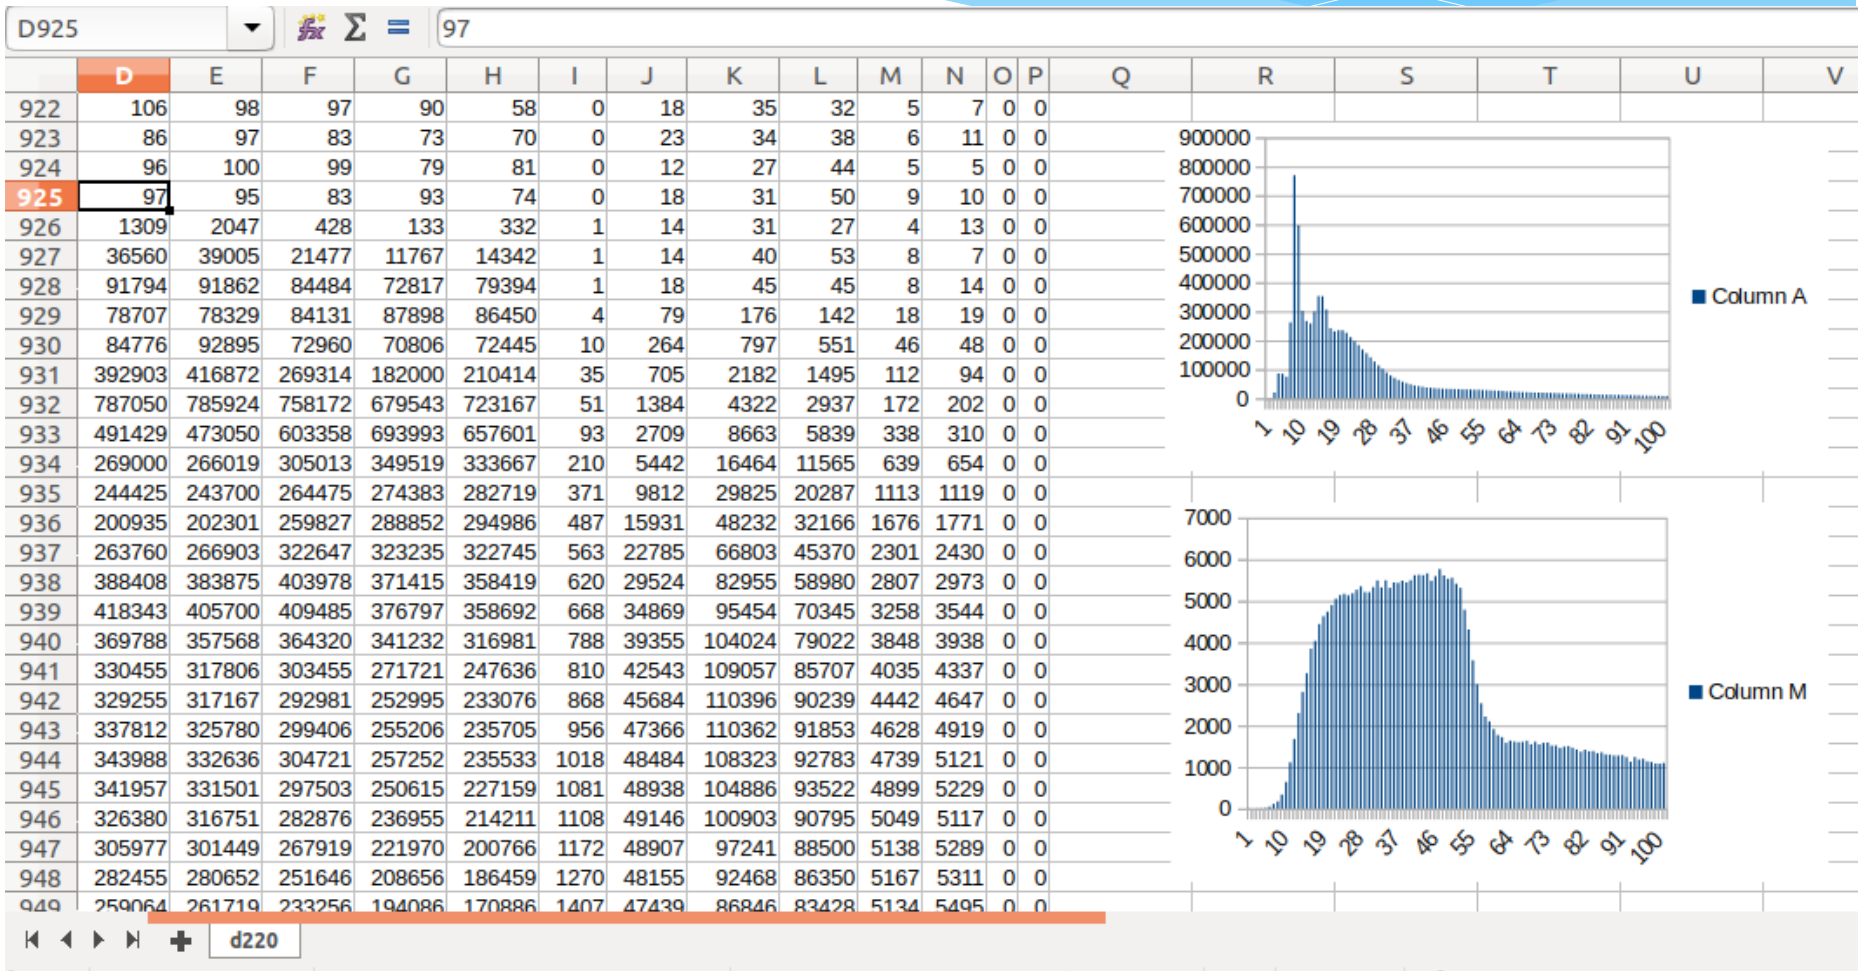 D925 fx Σ = 97
D E F G H I J K L M N O P Q R S T U V
922 106 98 97 90 58 0 18 35 32 5 7 0 0
923 86 97 83 73 70 0 23 34 38 6 11 0 0
924 96 100 99 79 81 0 12 27 44 5 5 0 0
925 97 95 83 93 74 0 18 31 50 9 10 0 0
926 1309 2047 428 133 332 1 14 31 27 4 13 0 0
927 36560 39005 21477 11767 14342 1 14 40 53 8 7 0 0
928 91794 91862 84484 72817 79394 1 18 45 45 8 14 0 0
929 78707 78329 84131 87898 86450 4 79 176 142 18 19 0 0
930 84776 92895 72960 70806 72445 10 264 797 551 46 48 0 0
931 392903 416872 269314 182000 210414 35 705 2182 1495 112 94 0 0
932 787050 785924 758172 679543 723167 51 1384 4322 2937 172 202 0 0
933 491429 473050 603358 693993 657601 93 2709 8663 5839 338 310 0 0
934 269000 266019 305013 349519 333667 210 5442 16464 11565 639 654 0 0
935 244425 243700 264475 274383 282719 371 9812 29825 20287 1113 1119 0 0
936 200935 202301 259827 288852 294986 487 15931 48232 32166 1676 1771 0 0
937 263760 266903 322647 323235 322745 563 22785 66803 45370 2301 2430 0 0
938 388408 383875 403978 371415 358419 620 29524 82955 58980 2807 2973 0 0
939 418343 405700 409485 376797 358692 668 34869 95454 70345 3258 3544 0 0
940 369788 357568 364320 341232 316981 788 39355 104024 79022 3848 3938 0 0
941 330455 317806 303455 271721 247636 810 42543 109057 85707 4035 4337 0 0
942 329255 317167 292981 252995 233076 868 45684 110396 90239 4442 4647 0 0
943 337812 325780 299406 255206 235705 956 47366 110362 91853 4628 4919 0 0
944 343988 332636 304721 257252 235533 1018 48484 108323 92783 4739 5121 0 0
945 341957 331501 297503 250615 227159 1081 48938 104886 93522 4899 5229 0 0
946 326380 316751 282876 236955 214211 1108 49146 100903 90795 5049 5117 0 0
947 305977 301449 267919 221970 200766 1172 48907 97241 88500 5138 5289 0 0
948 282455 280652 251646 208656 186459 1270 48155 92468 86350 5167 5311 0 0
949 259064 261719 233256 194086 170886 1407 47439 86846 83428 5134 5495 0 0
900000
800000
700000
600000
500000
400000
300000
200000
100000
0
1 10 19 28 37 46 55 64 73 82 91 100
Column A
7000
6000
5000
4000
3000
2000
1000
0
1 10 19 28 37 46 55 64 73 82 91 100
Column M
d220